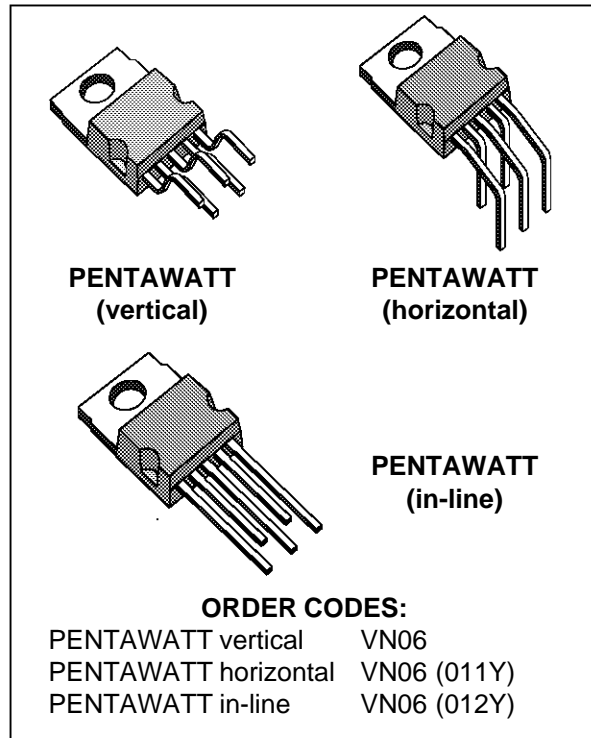 PENTAWATT
(vertical)
PENTAWATT
(horizontal)
PENTAWATT
(in-line)
ORDER CODES:
PENTAWATT vertical VN06
PENTAWATT horizontal VN06 (011Y)
PENTAWATT in-line VN06 (012Y)